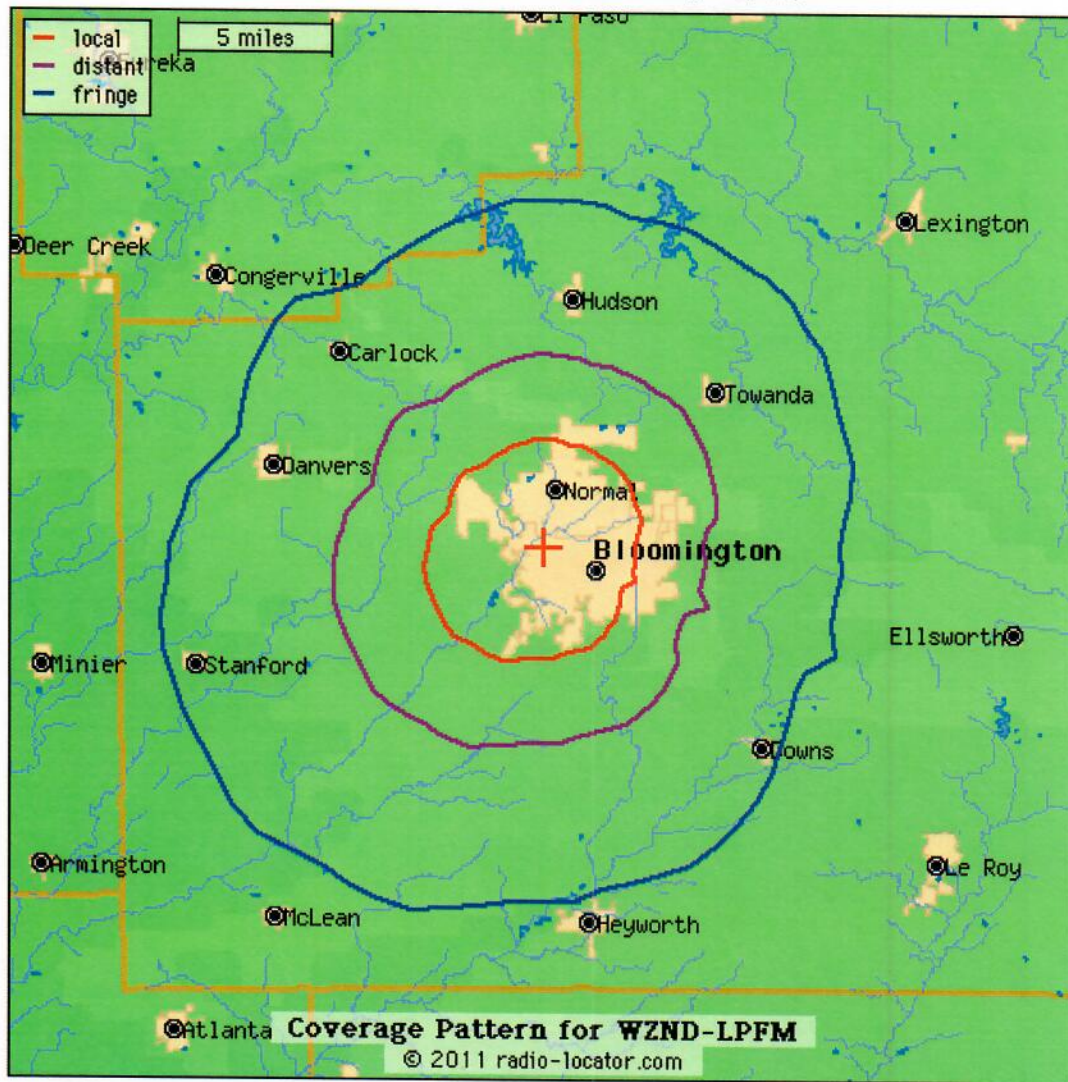 El Paso
local
5 miles
distant
Eureka
fringe
Lexington
Deer Creek
Congerville
Hudson
Carlock
Towanda
Danvers
Normal
Bloomington
Ellsworth
Minier
Stanford
Downs
Armington
Le Roy
McLean
Heyworth
Atlanta
Coverage Pattern for WZND-LPFM
© 2011 radio-locator.com